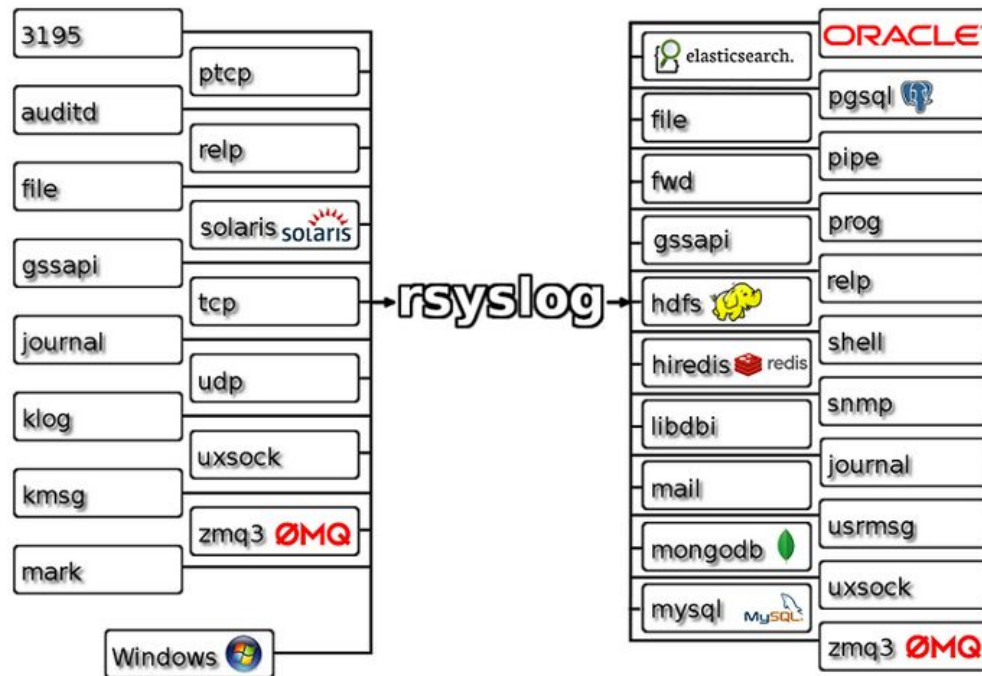 3195
ptcp
auditd
relp
file
solaris solaris
gssapi
tcp
journal
udp
klog
uxsock
kmsg
zmq3 ØMQ
mark
Windows
rsyslog
ORACLE
elasticsearch.
pgsql
file
pipe
fwd
prog
gssapi
relp
hdfs
shell
hiredis redis
snmp
libdbi
journal
mail
usrmsg
mongodb
uxsock
mysql MySQL
zmq3 ØMQ